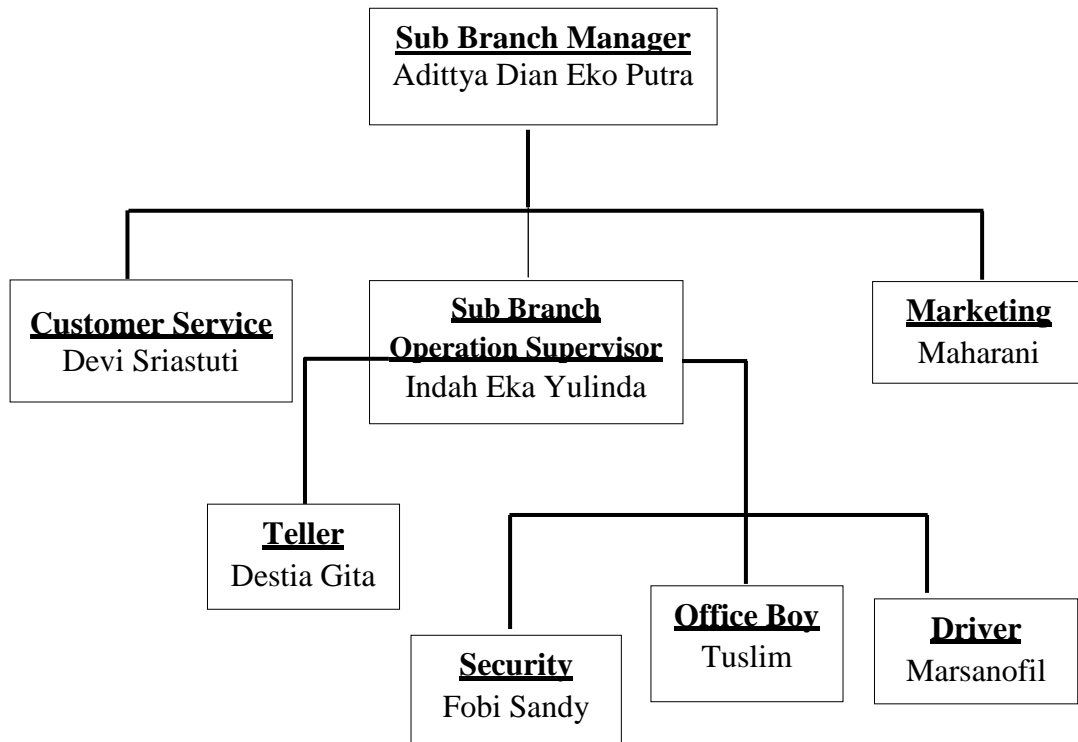 Sub Branch Manager
Adittya Dian Eko Putra
Customer Service
Devi Sriastuti
Sub Branch
Operation Supervisor
Indah Eka Yulinda
Marketing
Maharani
Teller
Destia Gita
Security
Fobi Sandy
Office Boy
Tuslim
Driver
Marsanofil